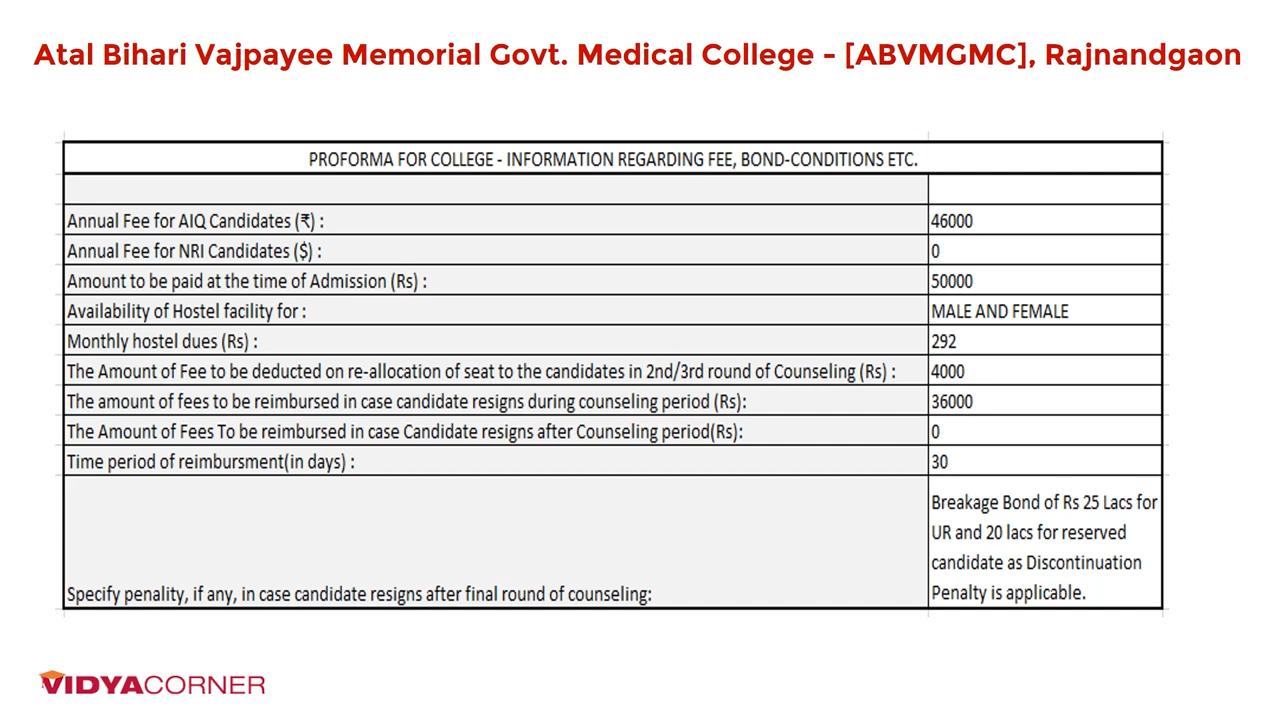 Atal Bihari Vajpayee Memorial Govt. Medical College - [ABVMGMC], Rajnandgaon
PROFORMA FOR COLLEGE - INFORMATION REGARDING FEE, BOND-CONDITIONS ETC.
Annual Fee for AIQ Candidates (₹) : 46000
Annual Fee for NRI Candidates ($) : 0
Amount to be paid at the time of Admission (Rs) : 50000
Availability of Hostel facility for : MALE AND FEMALE
Monthly hostel dues (Rs) : 292
The Amount of Fee to be deducted on re-allocation of seat to the candidates in 2nd/3rd round of Counseling (Rs) : 4000
The amount of fees to be reimbursed in case candidate resigns during counseling period (Rs): 36000
The Amount of Fees To be reimbursed in case Candidate resigns after Counseling period(Rs): 0
Time period of reimbursment(in days) : 30
Breakage Bond of Rs 25 Lacs for
UR and 20 lacs for reserved
candidate as Discontinuation
Specify penality, if any, in case candidate resigns after final round of counseling: Penalty is applicable.
VIDYACORNER